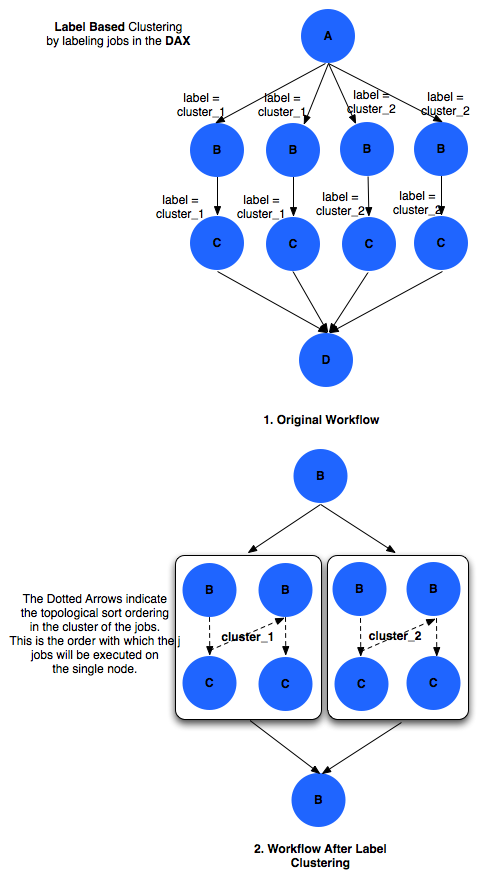 Label Based Clustering
by labeling jobs in the DAX
A
label =
cluster_1
label =
cluster_1
label =
cluster_2
label =
cluster_2
B
B
B
B
label =
cluster_1
label =
cluster_1
label =
cluster_2
label =
cluster_2
C
C
C
C
D
1. Original Workflow
B
The Dotted Arrows indicate
the topological sort ordering
in the cluster of the jobs.
This is the order with which the j
jobs will be executed on
the single node.
B
B
cluster_1
C
C
B
B
cluster_2
C
C
B
2. Workflow After Label
Clustering